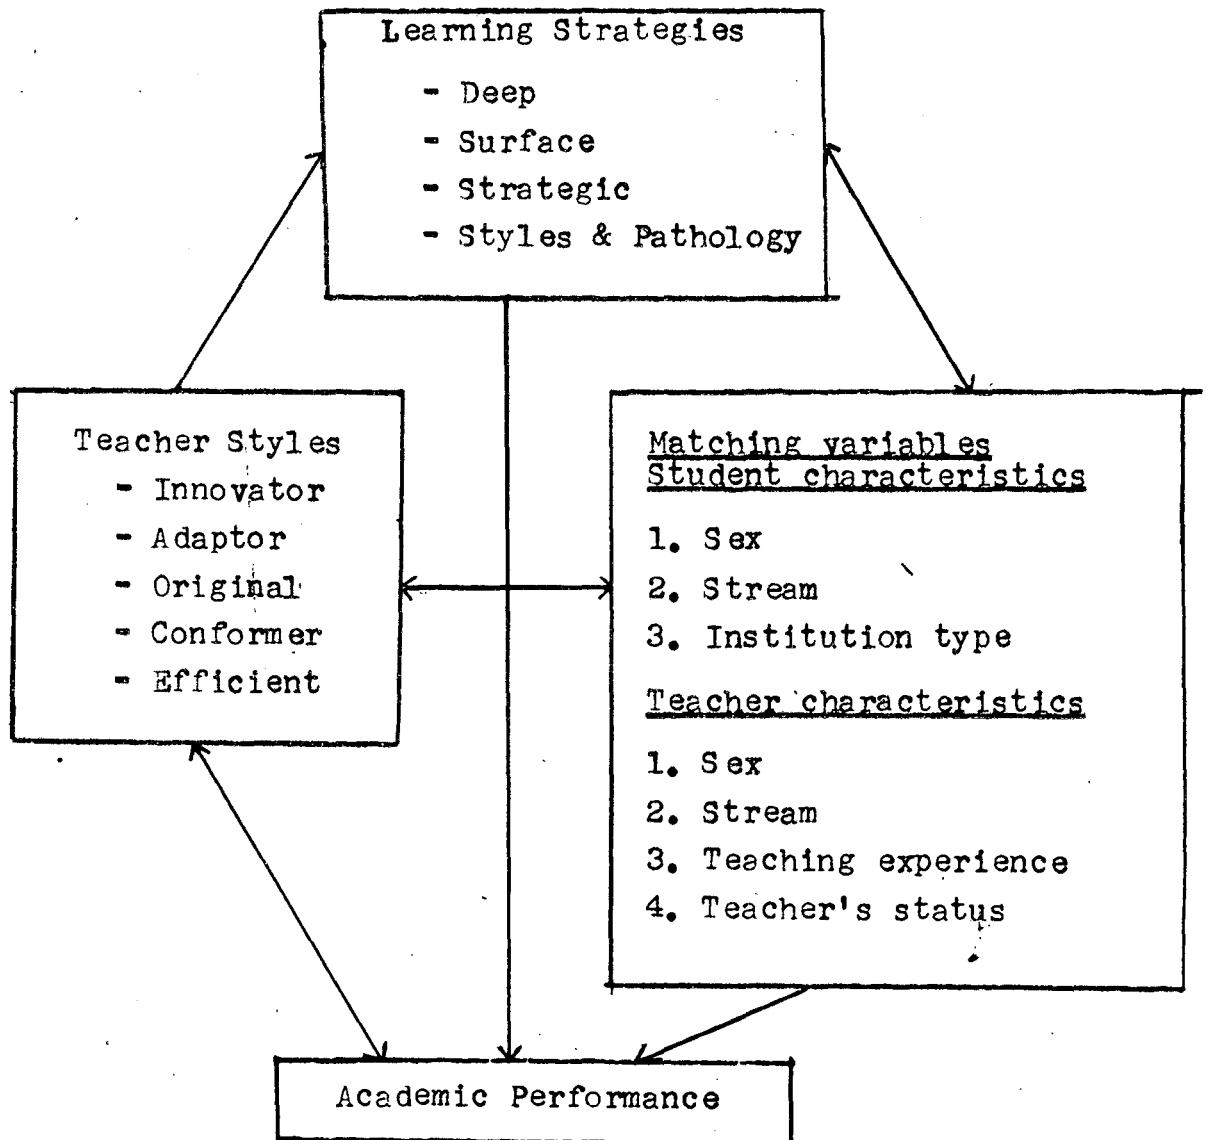 Learning Strategies
- Deep
- Surface
- Strategic
- Styles & Pathology
Teacher Styles
- Innovator
- Adaptor
- Original
- Conformer
- Efficient
Matching variables
Student characteristics
1. Sex
2. Stream
3. Institution type
Teacher characteristics
1. Sex
2. Stream
3. Teaching experience
4. Teacher's status
Academic Performance